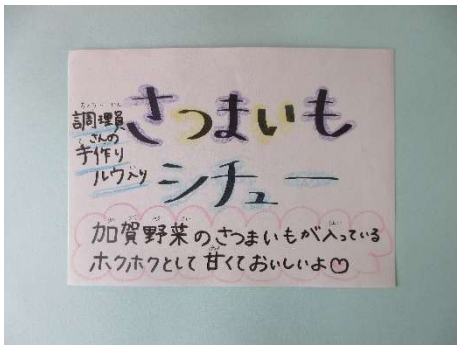 調理員
さんの
手作り
ルウ入り
さつまいも
シチュー
加賀野菜のさつまいもが入っている
ホクホクとして甘くておいしいよ♡